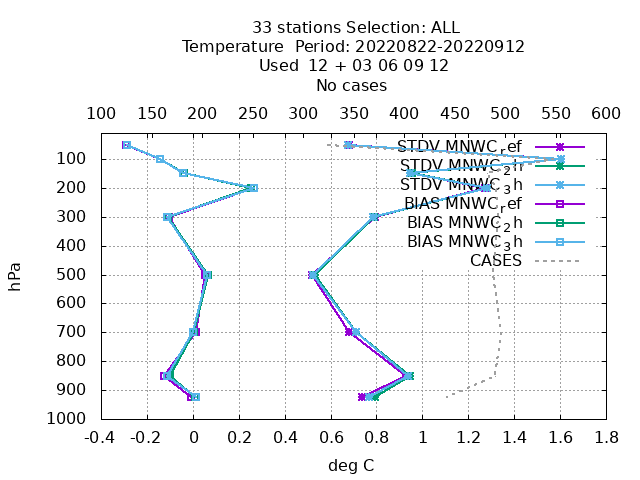 33 stations Selection: ALL
Temperature  Period: 20220822-20220912
Used  12 + 03 06 09 12
No cases
100 150 200 250 300 350 400 450 500 550 600
STDV MNWC_ref
STDV MNWC_2h
STDV MNWC_3h
BIAS MNWC_ref
BIAS MNWC_2h
BIAS MNWC_3h
CASES
hPa
100
200
300
400
500
600
700
800
900
1000
-0.4 -0.2 0 0.2 0.4 0.6 0.8 1 1.2 1.4 1.6 1.8
deg C